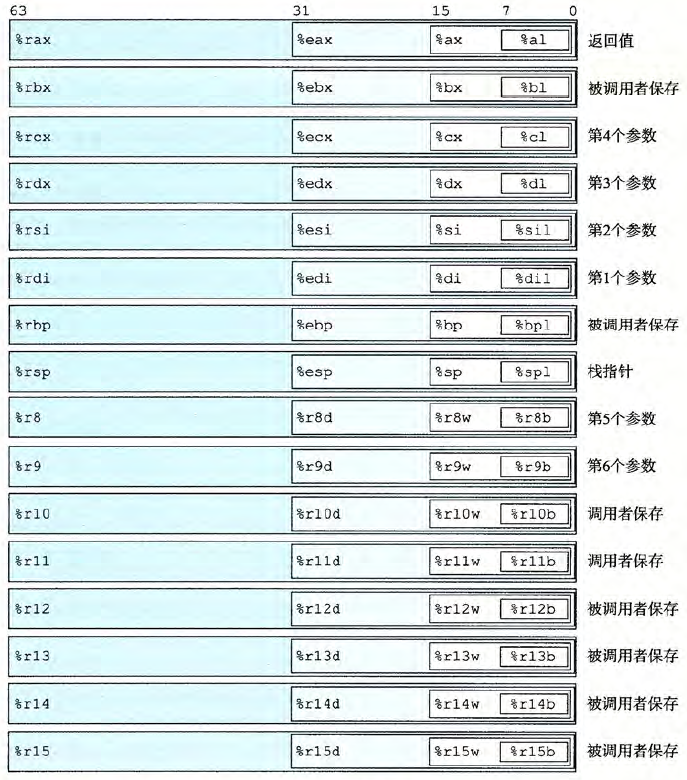 63 31 15 7 0
%rax %eax %ax %al 返回值
%rbx %ebx %bx %bl 被调用者保存
%rcx %ecx %cx %cl 第4个参数
%rdx %edx %dx %dl 第3个参数
%rsi %esi %si %sil 第2个参数
%rdi %edi %di %dil 第1个参数
%rbp %ebp %bp %bpl 被调用者保存
%rsp %esp %sp %spl 栈指针
%r8 %r8d %r8w %r8b 第5个参数
%r9 %r9d %r9w %r9b 第6个参数
%r10 %r10d %r10w %r10b 调用者保存
%r11 %r11d %r11w %r11b 调用者保存
%r12 %r12d %r12w %r12b 被调用者保存
%r13 %r13d %r13w %r13b 被调用者保存
%r14 %r14d %r14w %r14b 被调用者保存
%r15 %r15d %r15w %r15b 被调用者保存